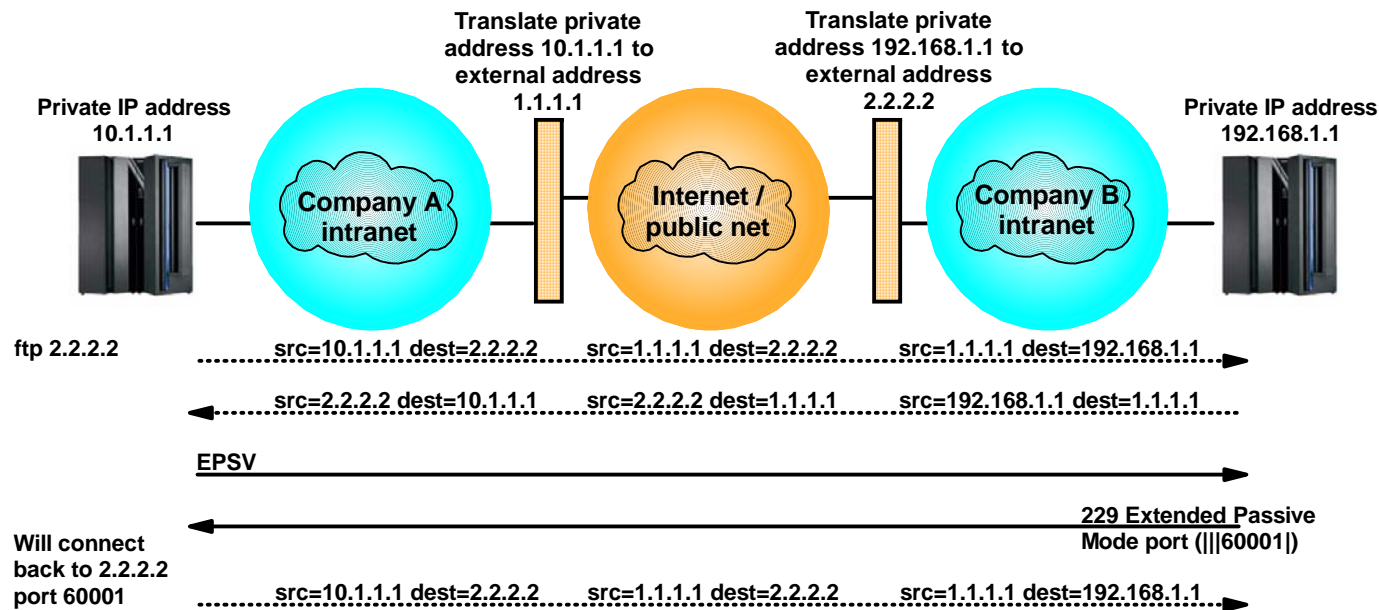 Translate private
address 10.1.1.1 to
external address
1.1.1.1
Translate private
address 192.168.1.1 to
external address
2.2.2.2
Private IP address
10.1.1.1
Private IP address
192.168.1.1
Company A
intranet
Internet /
public net
Company B
intranet
ftp 2.2.2.2
src=10.1.1.1 dest=2.2.2.2
src=1.1.1.1 dest=2.2.2.2
src=1.1.1.1 dest=192.168.1.1
src=2.2.2.2 dest=10.1.1.1
src=2.2.2.2 dest=1.1.1.1
src=192.168.1.1 dest=1.1.1.1
EPSV
229 Extended Passive
Mode port (|||60001|)
Will connect
back to 2.2.2.2
port 60001
src=10.1.1.1 dest=2.2.2.2
src=1.1.1.1 dest=2.2.2.2
src=1.1.1.1 dest=192.168.1.1